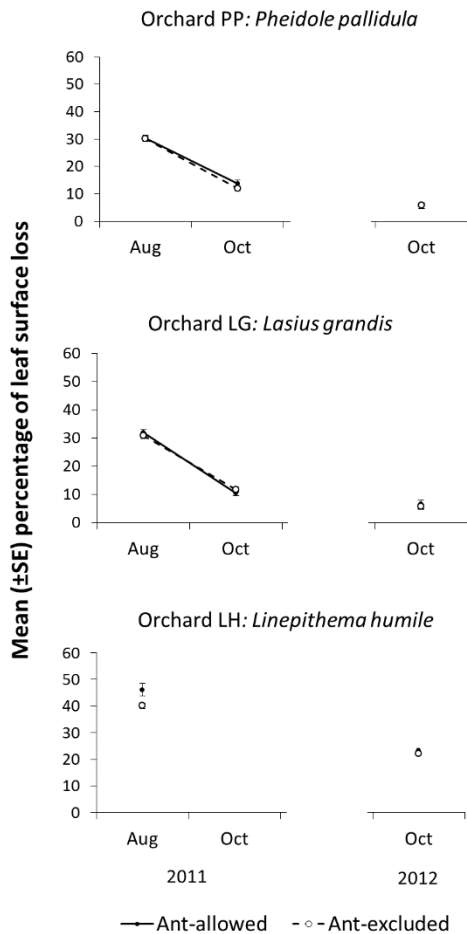 Mean (±SE) percentage of leaf surface loss
Orchard PP: Pheidole pallidula
60
50
40
30
20
10
0
Aug Oct Oct
Orchard LG: Lasius grandis
60
50
40
30
20
10
0
Aug Oct Oct
Orchard LH: Linepithema humile
60
50
40
30
20
10
0
Aug Oct Oct
2011 2012
Ant-allowed Ant-excluded